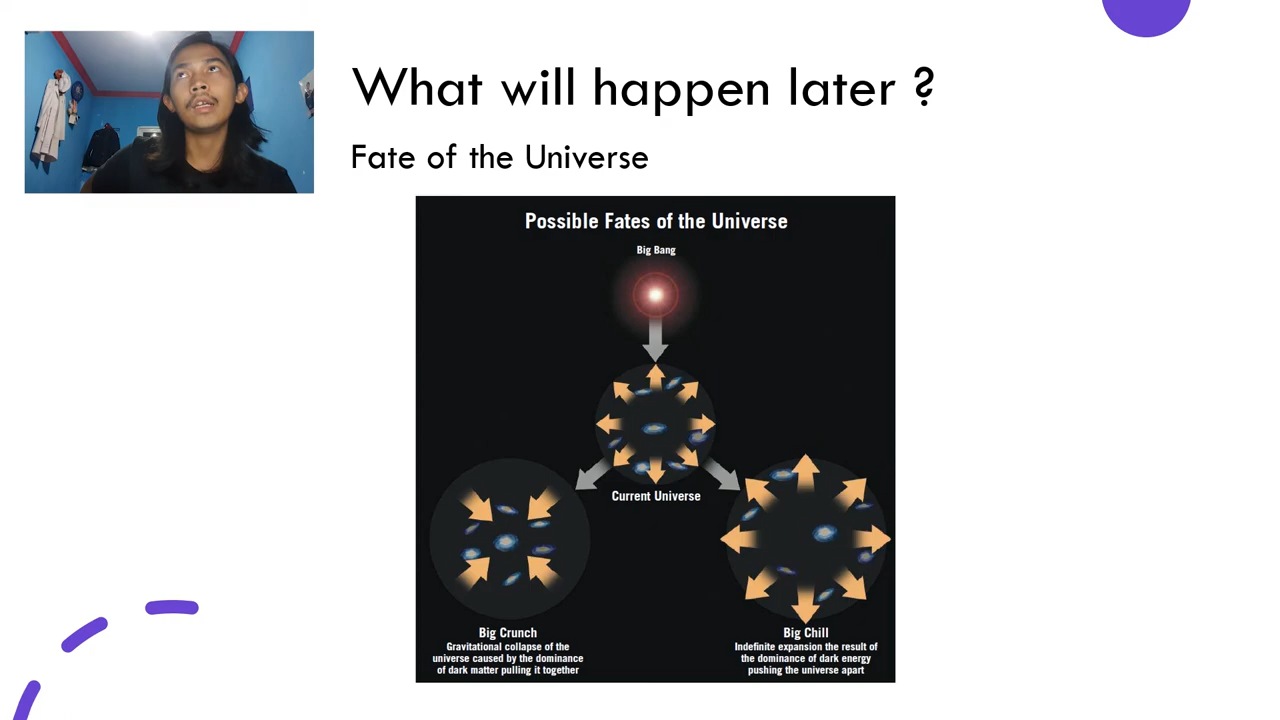 What will happen later ?
Fate of the Universe
Possible Fates of the Universe
Big Bang
Current Universe
Big Crunch
Gravitational collapse of the
universe caused by the dominance
of dark matter pulling it together
Big Chill
Indefinite expansion the result of
the dominance of dark energy
pushing the universe apart